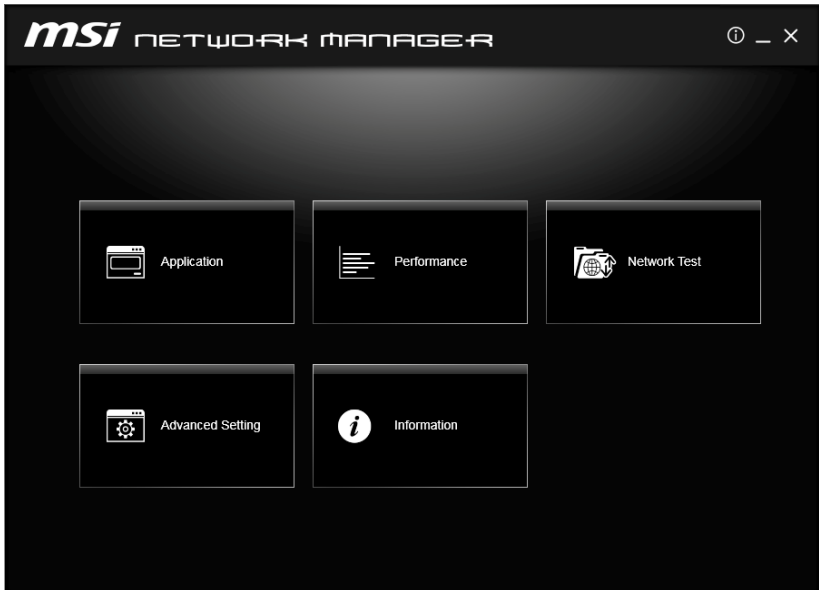 msi NETWORK MANAGER
Application
Performance
Network Test
Advanced Setting
Information